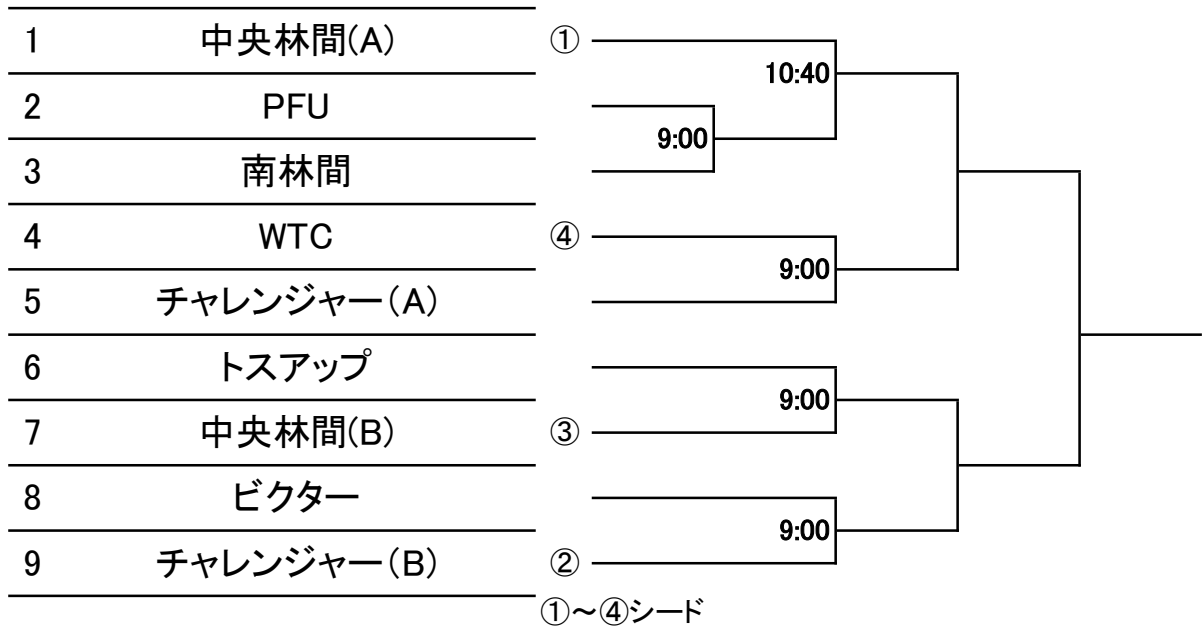 1 中央林間(A) ①
10:40
2 PFU
9:00
3 南林間
4 WTC ④
9:00
5 チャレンジャー（A）
6 トスアップ
9:00
7 中央林間(B) ③
8 ビクター
9:00
9 チャレンジャー（B） ②
①～④シード